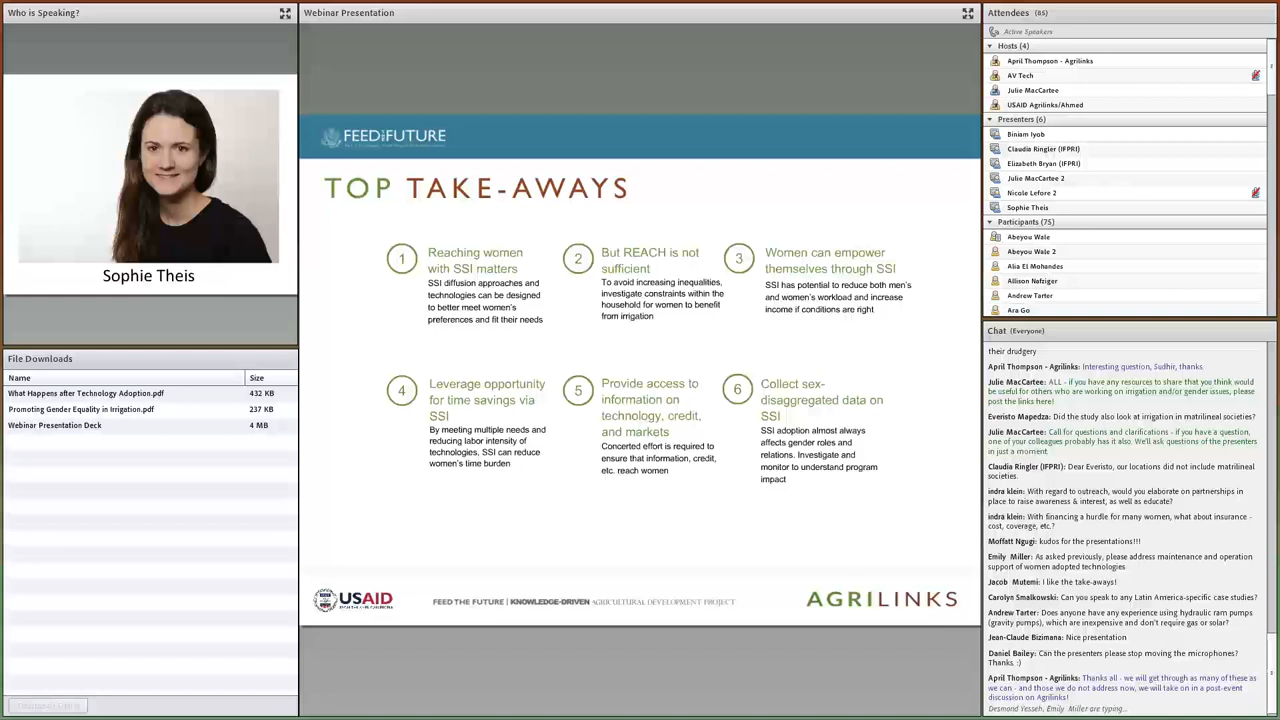 Who is Speaking?
Sophie Theis
File Downloads
Name
Size
What Happens after Technology Adoption.pdf
432 KB
Promoting Gender Equality in Irrigation.pdf
237 KB
Webinar Presentation Deck
4 MB
Webinar Presentation
FEED THE FUTURE
TOP TAKE-AWAYS
1
Reaching women
with SSI matters
SSI diffusion approaches and
technologies can be designed
to better meet women's
preferences and fit their needs
2
But REACH is not
sufficient
To avoid increasing inequalities,
investigate constraints within the
household for women to benefit
from irrigation
3
Women can empower
themselves through SSI
SSI has potential to reduce both men's
and women's workload and increase
income if conditions are right
4
Leverage opportunity
for time savings via
SSI
By meeting multiple needs and
reducing labor intensity of
technologies, SSI can reduce
women's time burden
5
Provide access to
information on
technology, credit,
and markets
Concerted effort is required to
ensure that information, credit,
etc. reach women
6
Collect sex-
disaggregated data on
SSI
SSI adoption almost always
affects gender roles and
relations. Investigate and
monitor to understand program
impact
USAID
FEED THE FUTURE | KNOWLEDGE-DRIVEN AGRICULTURAL DEVELOPMENT PROJECT
AGRILINKS
Attendees (85)
Active Speakers
Hosts (4)
April Thompson - Agrilinks
AV Tech
Julie MacCartee
USAID Agrilinks/Ahmed
Presenters (6)
Biniam Iyob
Claudia Ringler (IFPRI)
Elizabeth Bryan (IFPRI)
Julie MacCartee 2
Nicole Lefore 2
Sophie Theis
Participants (75)
Abeyou Wale
Abeyou Wale 2
Alia El Mohandes
Allison Nafziger
Andrew Tarter
Ara Go
Chat (Everyone)
their drudgery
April Thompson - Agrilinks: Interesting question, Sudhir, thanks.
Julie MacCartee: ALL - if you have any resources to share that you think would
be useful for others who are working on irrigation and/or gender issues, please
post the links here!
Everisto Mapedza: Did the study also look at irrigation in matrilineal societies?
Julie MacCartee: Call for questions and clarifications - if you have a question,
one of your colleagues probably has it also. We'll ask questions of the presenters
in just a moment.
Claudia Ringler (IFPRI): Dear Everisto, our locations did not include matrilineal
societies.
indra klein: With regard to outreach, would you elaborate on partnerships in
place to raise awareness & interest, as well as educate?
indra klein: With financing a hurdle for many women, what about insurance -
cost, coverage, etc.?
Moffatt Ngugi: kudos for the presentations!!!
Emily Miller: As asked previously, please address maintenance and operation
support of women adopted technologies
Jacob Mutemi: I like the take-aways!
Carolyn Smalkowski: Can you speak to any Latin America-specific case studies?
Andrew Tarter: Does anyone have any experience using hydraulic ram pumps
(gravity pumps), which are inexpensive and don't require gas or solar?
Jean-Claude Bizimana: Nice presentation
Daniel Bailey: Can the presenters please stop moving the microphones?
Thanks. :)
April Thompson - Agrilinks: Thanks all - we will get through as many of these as
we can - and those we do not address now, we will take on in a post-event
discussion on Agrilinks!
Desmond Yesseh, Emily Miller are typing...